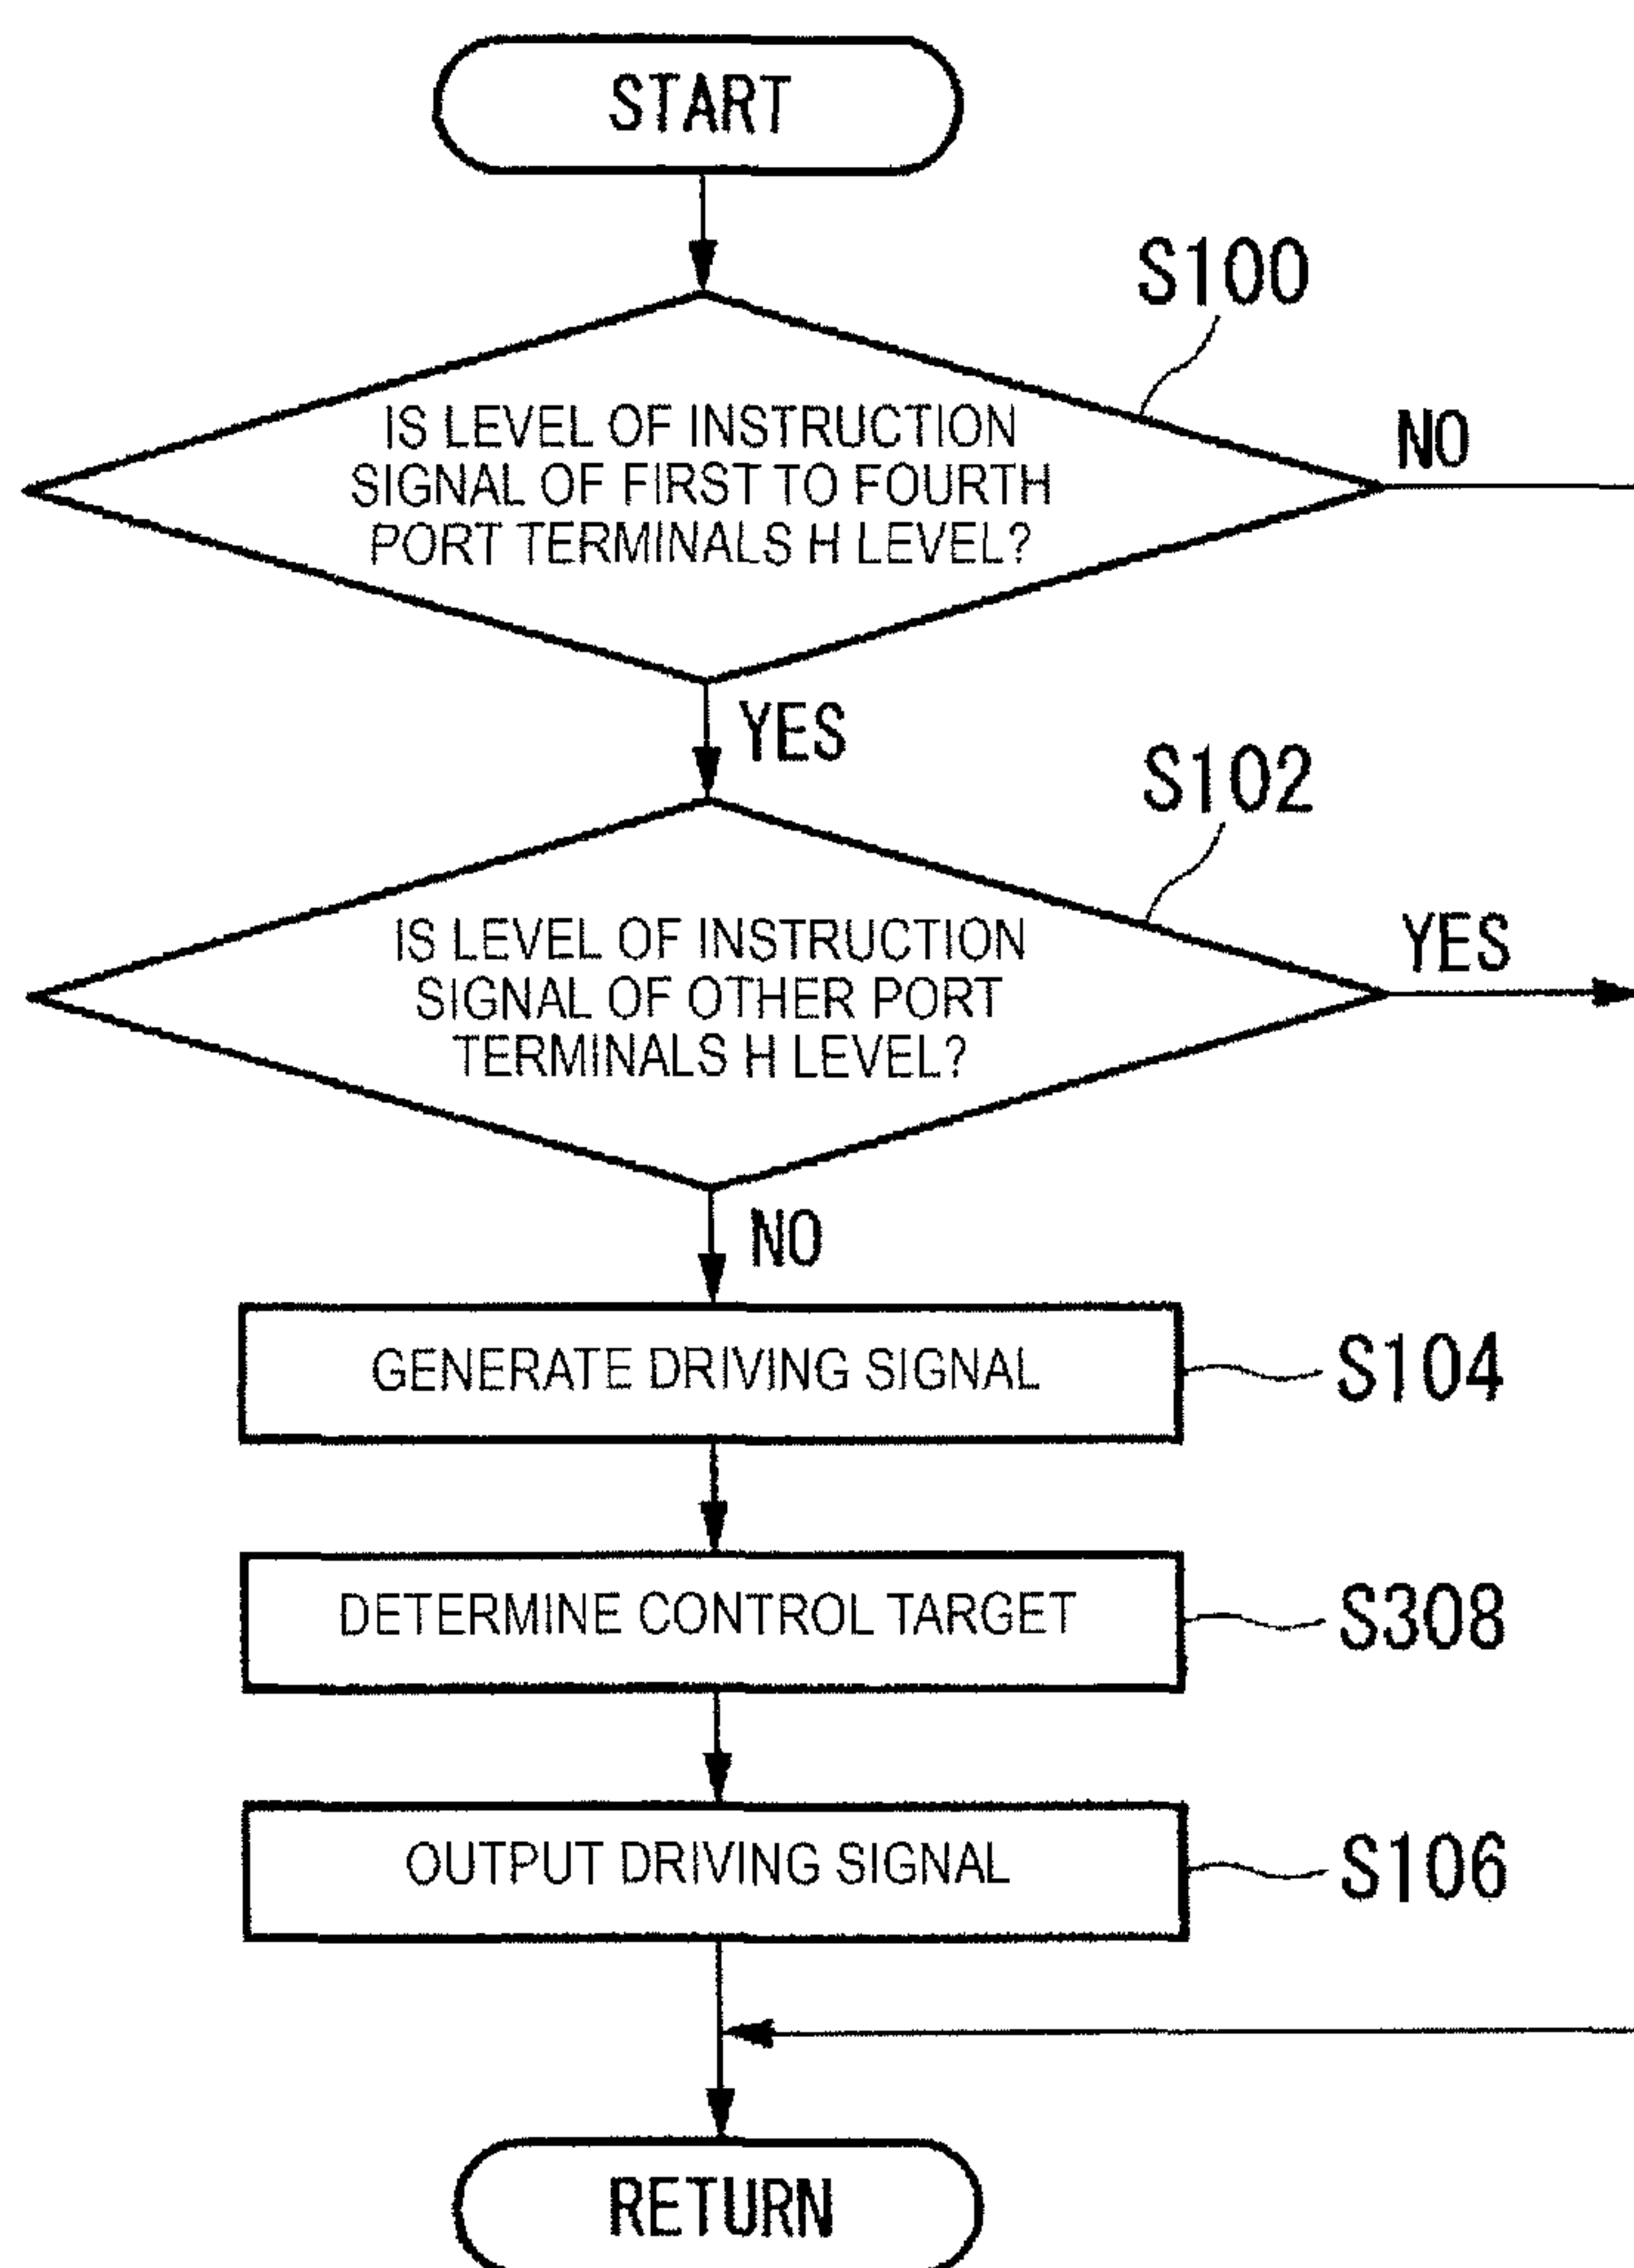 START
S100
IS LEVEL OF INSTRUCTION
SIGNAL OF FIRST TO FOURTH
PORT TERMINALS H LEVEL?
NO
YES
S102
IS LEVEL OF INSTRUCTION
SIGNAL OF OTHER PORT
TERMINALS H LEVEL?
YES
NO
GENERATE DRIVING SIGNAL
S104
DETERMINE CONTROL TARGET
S308
OUTPUT DRIVING SIGNAL
S106
RETURN